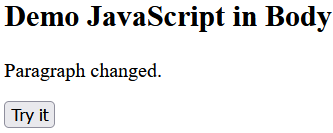 Demo JavaScript in Body
Paragraph changed.
Try it